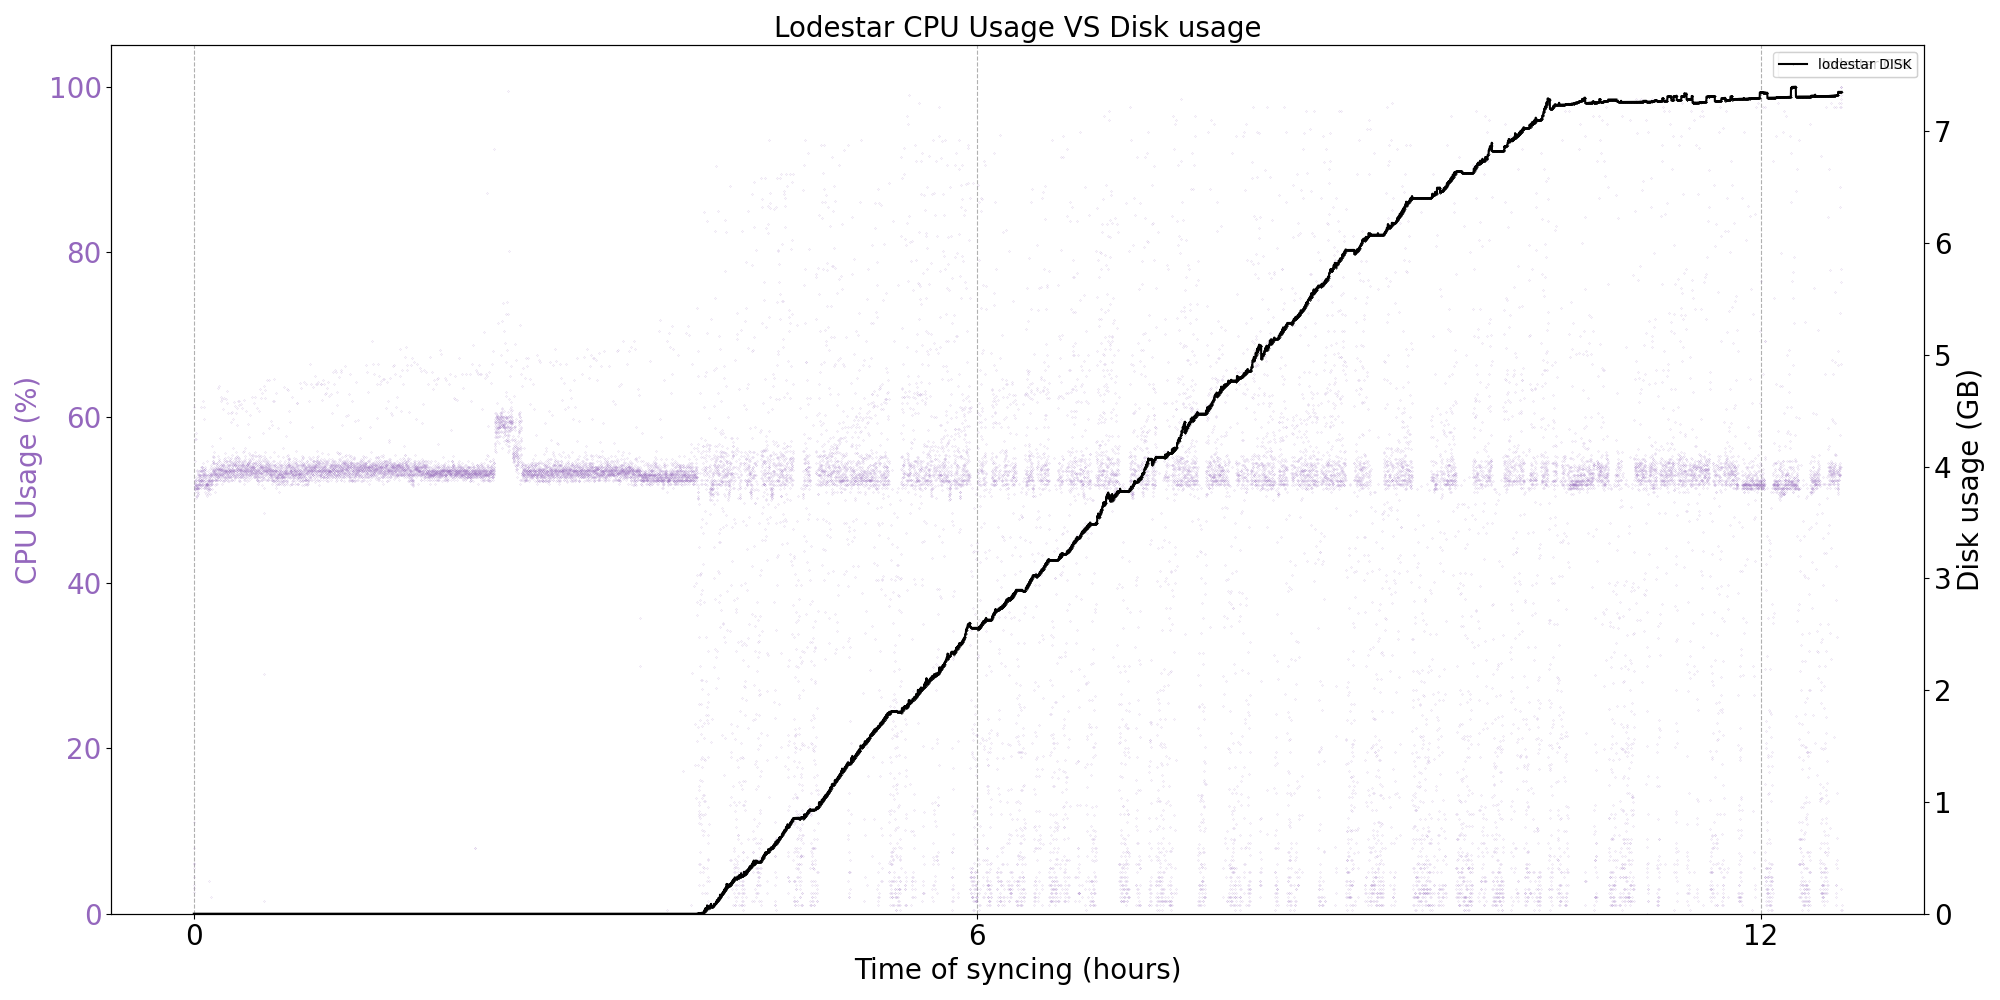 Lodestar CPU Usage VS Disk usage
lodestar DISK
100
80
60
40
20
0
CPU Usage (%)
7
6
5
4
3
2
1
0
Disk usage (GB)
0 6 12
Time of syncing (hours)